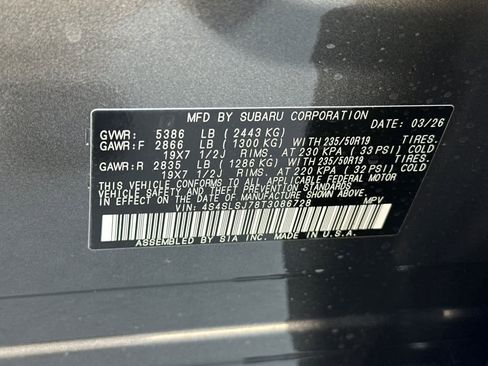 MFD BY SUBARU CORPORATION DATE: 03/26
GVWR: 5386 LB (2443 KG)
GAWR:F 2866 LB (1300 KG) WITH 235/50R19 TIRES.
19X7 1/2J RIMS. AT 230 KPA (33 PSI) COLD
GAWR:R 2835 LB (1286 KG) WITH 235/50R19 TIRES.
19X7 1/2J RIMS. AT 220 KPA (32 PSI) COLD
THIS VEHICLE CONFORMS TO ALL APPLICABLE FEDERAL MOTOR
VEHICLE SAFETY AND THEFT PREVENTION STANDARDS
IN EFFECT ON THE DATE OF MANUFACTURE SHOWN ABOVE.
VIN: 4S4SLSJ78T3086728 MPV
ASSEMBLED BY SIA INC. MADE IN U.S.A.